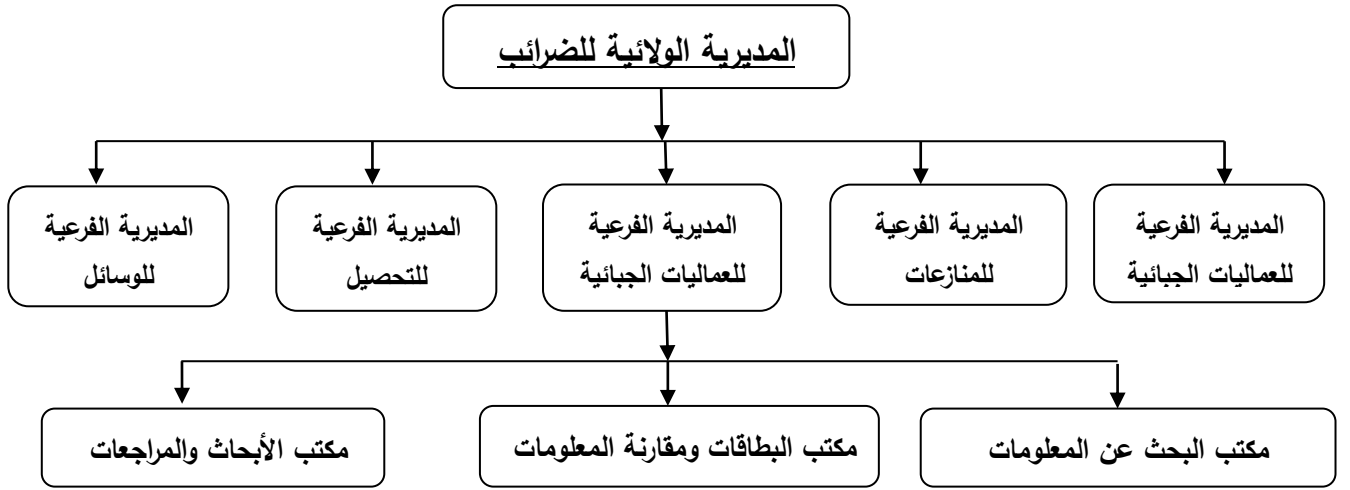 المديرية الولائية للضرائب
المديرية الفرعية
للعماليات الجبائية
المديرية الفرعية
للمنازعات
المديرية الفرعية
للعماليات الجبائية
المديرية الفرعية
للتحصيل
المديرية الفرعية
للوسائل
مكتب البحث عن المعلومات
مكتب البطاقات ومقارنة المعلومات
مكتب الأبحاث والمراجعات